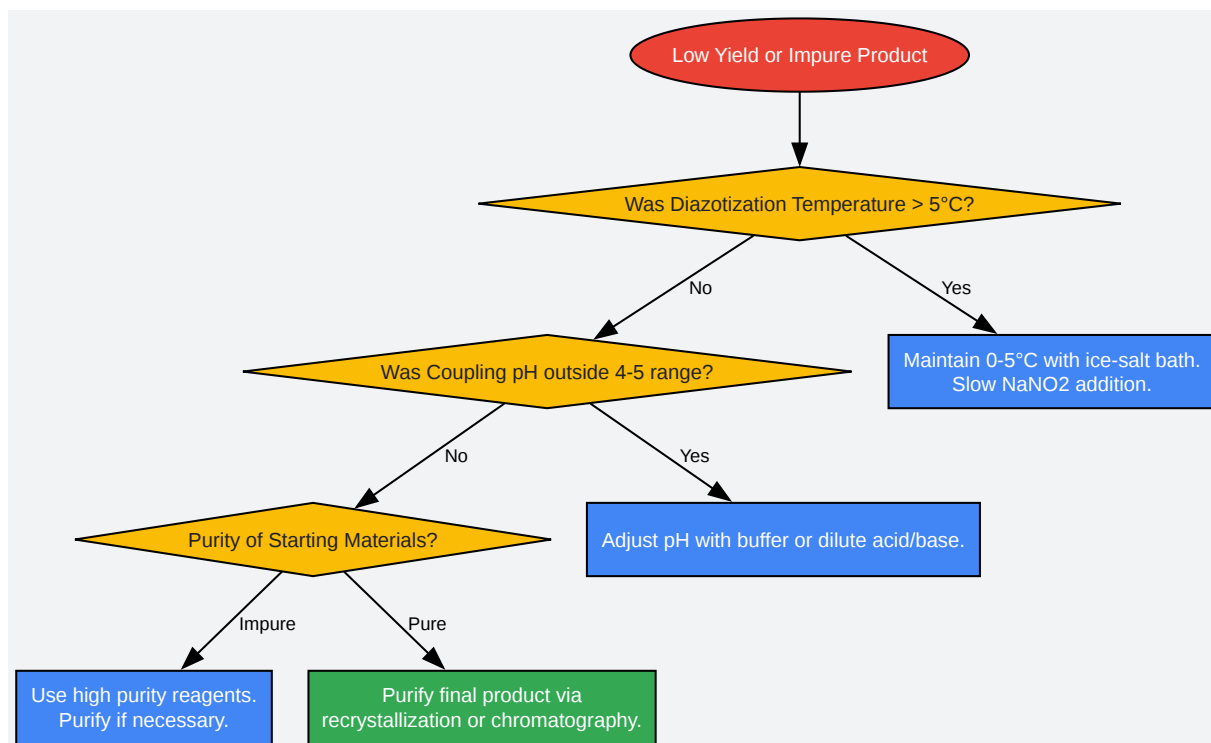 Low Yield or Impure Product
Was Diazotization Temperature > 5°C?
No
Yes
Was Coupling pH outside 4-5 range?
Maintain 0-5°C with ice-salt bath.
Slow NaNO2 addition.
No
Yes
Purity of Starting Materials?
Adjust pH with buffer or dilute acid/base.
Impure
Pure
Use high purity reagents.
Purify if necessary.
Purify final product via
recrystallization or chromatography.